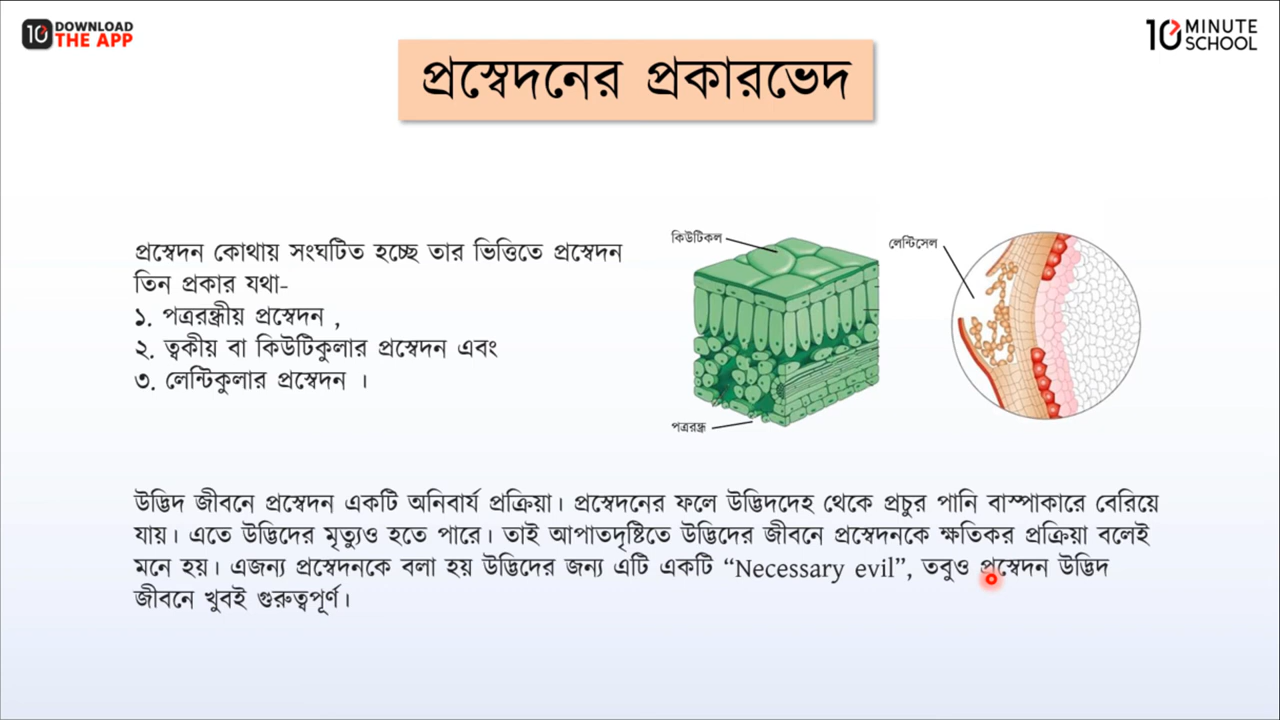 DOWNLOAD
THE APP
10 MINUTE
SCHOOL
প্রস্বেদনের প্রকারভেদ
প্রস্বেদন কোথায় সংঘটিত হচ্ছে তার ভিত্তিতে প্রস্বেদন
তিন প্রকার যথা-
১. পত্ররন্ধ্রীয় প্রস্বেদন ,
২. ত্বকীয় বা কিউটিকুলার প্রস্বেদন এবং
৩. লেন্টিকুলার প্রস্বেদন ।
কিউটিকল
পত্ররন্ধ্র
লেন্টিসেল
উদ্ভিদ জীবনে প্রস্বেদন একটি অনিবার্য প্রক্রিয়া। প্রস্বেদনের ফলে উদ্ভিদদেহ থেকে প্রচুর পানি বাস্পাকারে বেরিয়ে
যায়। এতে উদ্ভিদের মৃত্যুও হতে পারে। তাই আপাতদৃষ্টিতে উদ্ভিদের জীবনে প্রস্বেদনকে ক্ষতিকর প্রক্রিয়া বলেই
মনে হয়। এজন্য প্রস্বেদনকে বলা হয় উদ্ভিদের জন্য এটি একটি “Necessary evil”, তবুও প্রস্বেদন উদ্ভিদ
জীবনে খুবই গুরুত্বপূর্ণ।